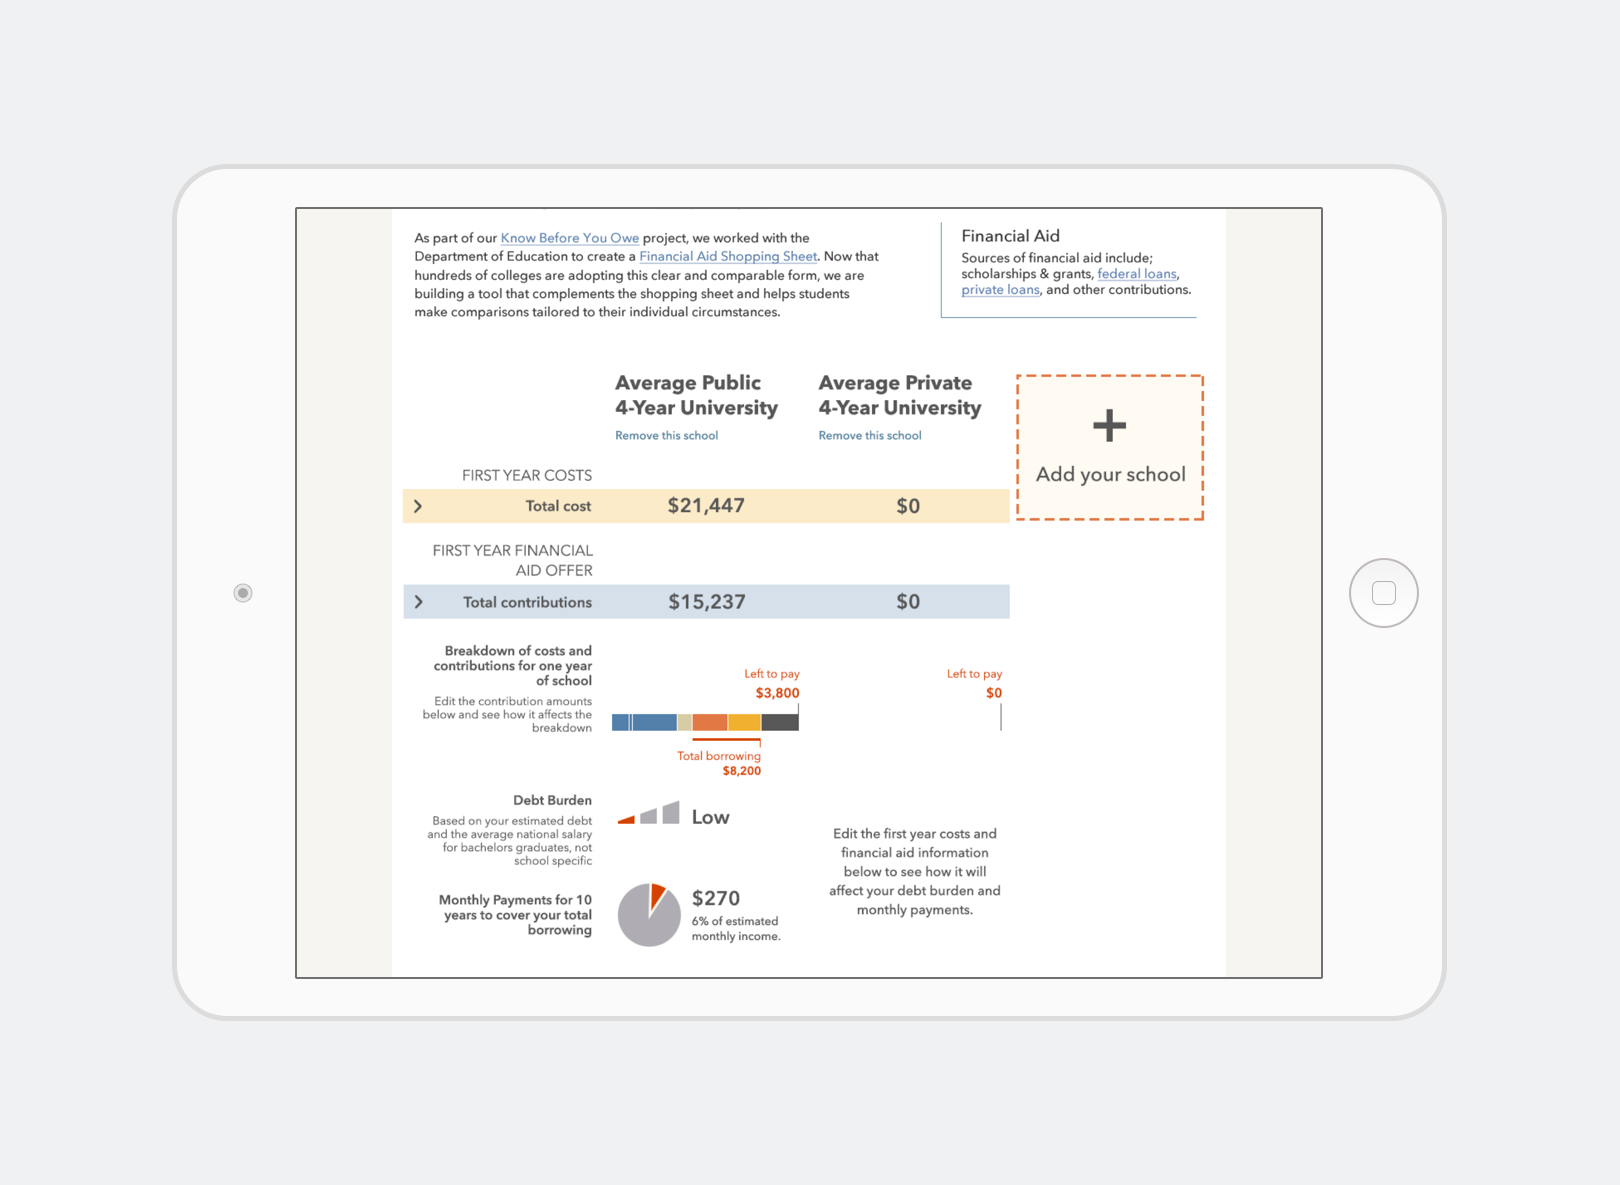 As part of our Know Before You Owe project, we worked with the
Department of Education to create a Financial Aid Shopping Sheet. Now that
hundreds of colleges are adopting this clear and comparable form, we are
building a tool that complements the shopping sheet and helps students
make comparisons tailored to their individual circumstances.
Financial Aid
Sources of financial aid include;
scholarships & grants, federal loans,
private loans, and other contributions.
Average Public
4-Year University
Remove this school
Average Private
4-Year University
Remove this school
+
Add your school
FIRST YEAR COSTS
Total cost $21,447 $0
FIRST YEAR FINANCIAL
AID OFFER
Total contributions $15,237 $0
Breakdown of costs and
contributions for one year
of school
Edit the contribution amounts
below and see how it affects the
breakdown
Left to pay
$3,800
Total borrowing
$8,200
Left to pay
$0
Debt Burden
Based on your estimated debt
and the average national salary
for bachelors graduates, not
school specific
Low
Monthly Payments for 10
years to cover your total
borrowing
$270
6% of estimated
monthly income.
Edit the first year costs and
financial aid information
below to see how it will
affect your debt burden and
monthly payments.